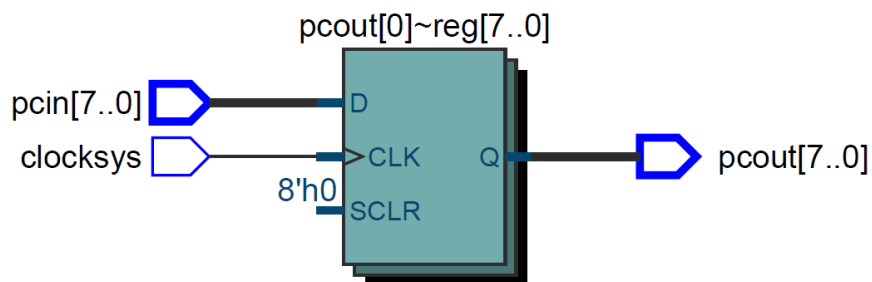 pcout[0]~reg[7..0]
pcin[7..0]
D
clocksys
CLK
Q
pcout[7..0]
8'h0
SCLR